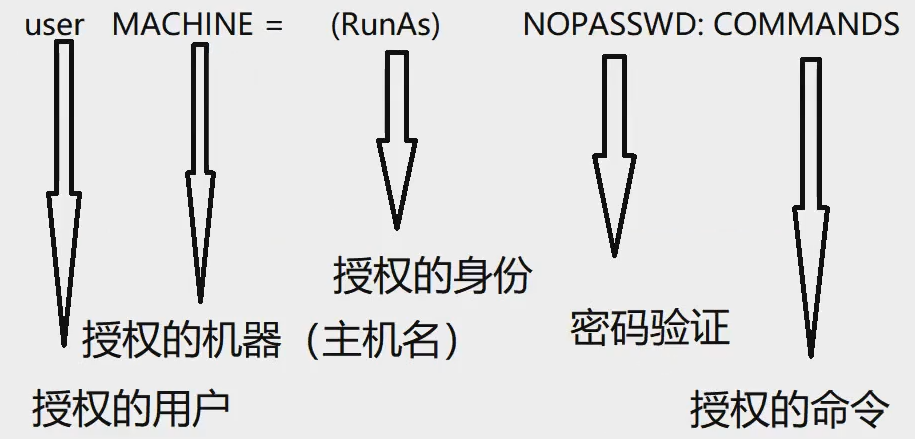 user MACHINE = (RunAs) NOPASSWD: COMMANDS
授权的身份
密码验证
授权的机器（主机名）
授权的用户
授权的命令